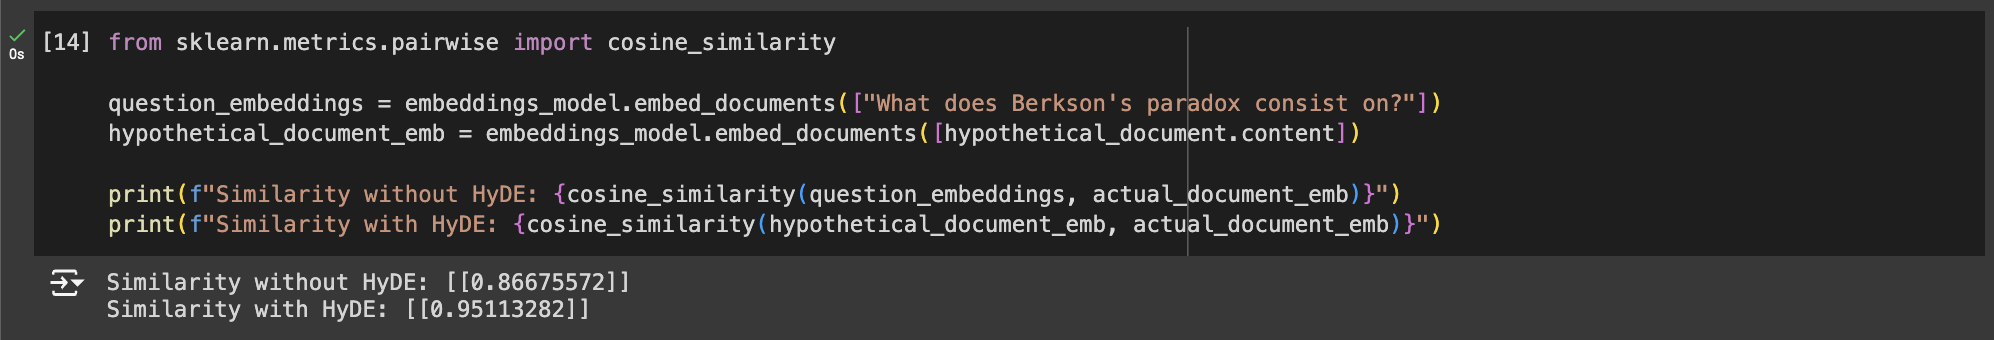 [14] from sklearn.metrics.pairwise import cosine_similarity
0s
question_embeddings = embeddings_model.embed_documents(["What does Berkson's paradox consist on?"])
hypothetical_document_emb = embeddings_model.embed_documents([hypothetical_document.content])
print(f"Similarity without HyDE: {cosine_similarity(question_embeddings, actual_document_emb)}")
print(f"Similarity with HyDE: {cosine_similarity(hypothetical_document_emb, actual_document_emb)}")
Similarity without HyDE: [[0.86675572]]
Similarity with HyDE: [[0.95113282]]